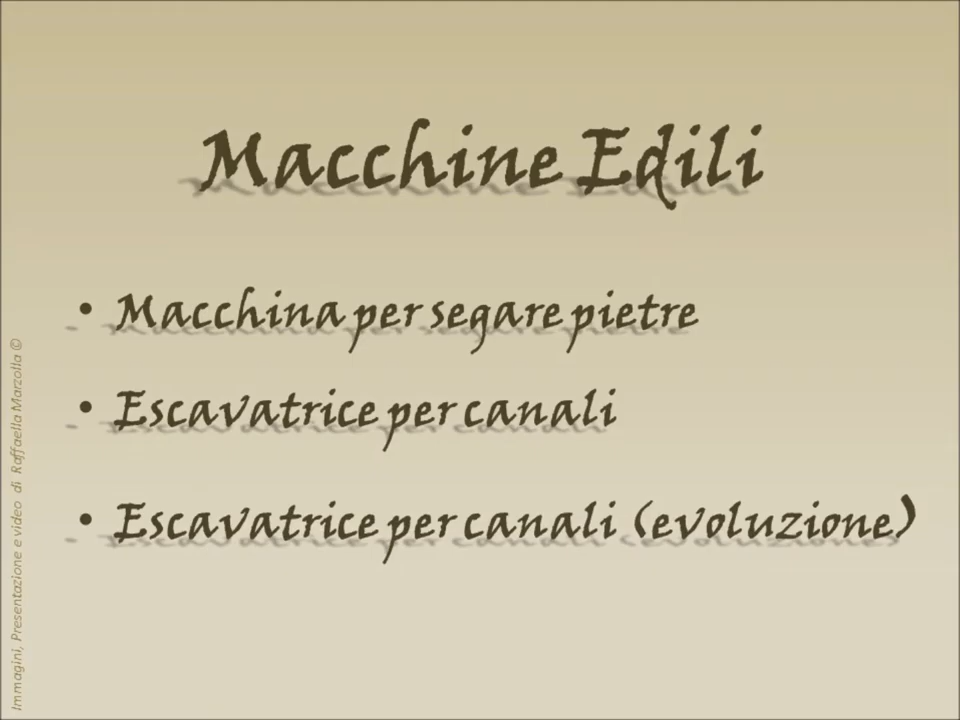 Macchine Edili
• Macchina per segare pietre
• Escavatrice per canali
• Escavatrice per canali (evoluzione)
Immagini, Presentazione e video di Raffaella Marzolla ©